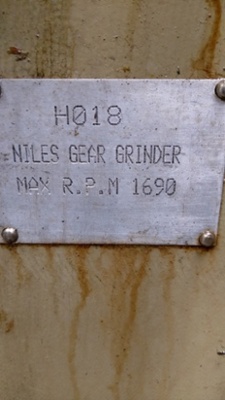 H018
NILES GEAR GRINDER
MAX R.P.M 1690